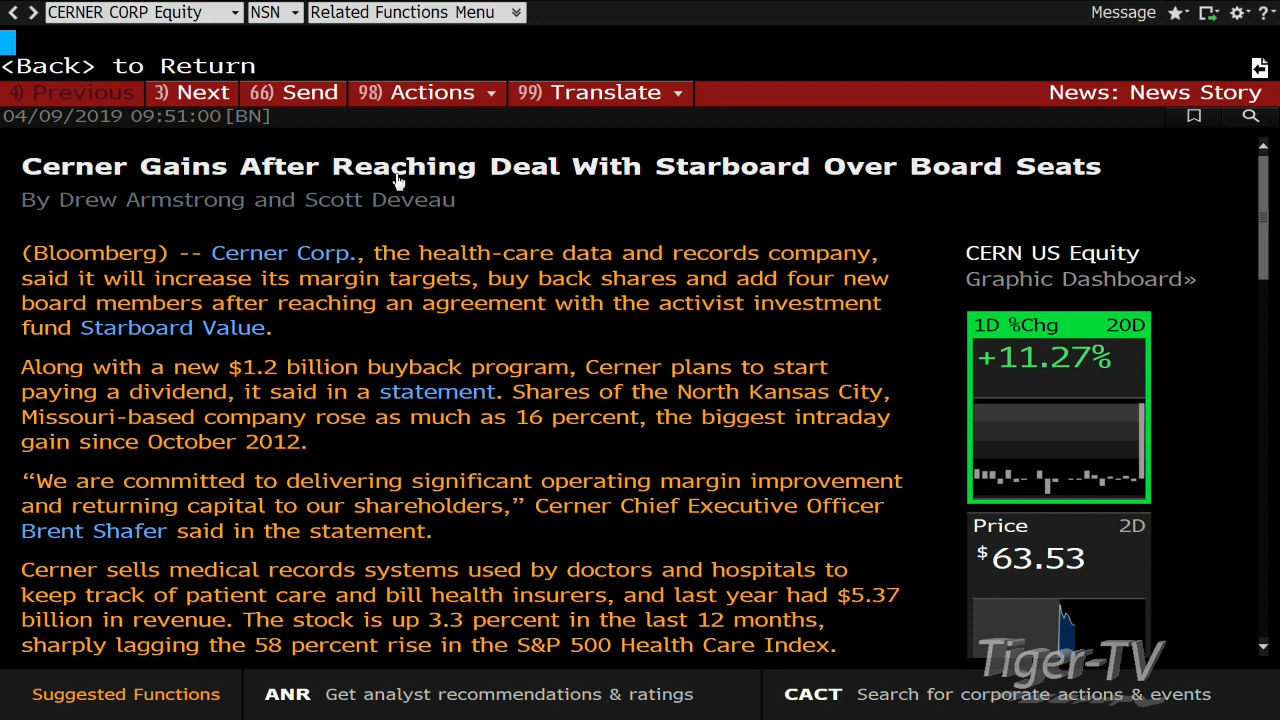 CERNER CORP Equity NSN Related Functions Menu Message ?
<Back> to Return
4) Previous 3) Next 66) Send 98) Actions 99) Translate News: News Story
04/09/2019 09:51:00 [BN]
Cerner Gains After Reaching Deal With Starboard Over Board Seats
By Drew Armstrong and Scott Deveau
(Bloomberg) -- Cerner Corp., the health-care data and records company,
said it will increase its margin targets, buy back shares and add four new
board members after reaching an agreement with the activist investment
fund Starboard Value.
Along with a new $1.2 billion buyback program, Cerner plans to start
paying a dividend, it said in a statement. Shares of the North Kansas City,
Missouri-based company rose as much as 16 percent, the biggest intraday
gain since October 2012.
“We are committed to delivering significant operating margin improvement
and returning capital to our shareholders,” Cerner Chief Executive Officer
Brent Shafer said in the statement.
Cerner sells medical records systems used by doctors and hospitals to
keep track of patient care and bill health insurers, and last year had $5.37
billion in revenue. The stock is up 3.3 percent in the last 12 months,
sharply lagging the 58 percent rise in the S&P 500 Health Care Index.
CERN US Equity
Graphic Dashboard»
1D %Chg 20D
+11.27%
Price 2D
$63.53
Tiger-TV
Suggested Functions ANR Get analyst recommendations & ratings CACT Search for corporate actions & events